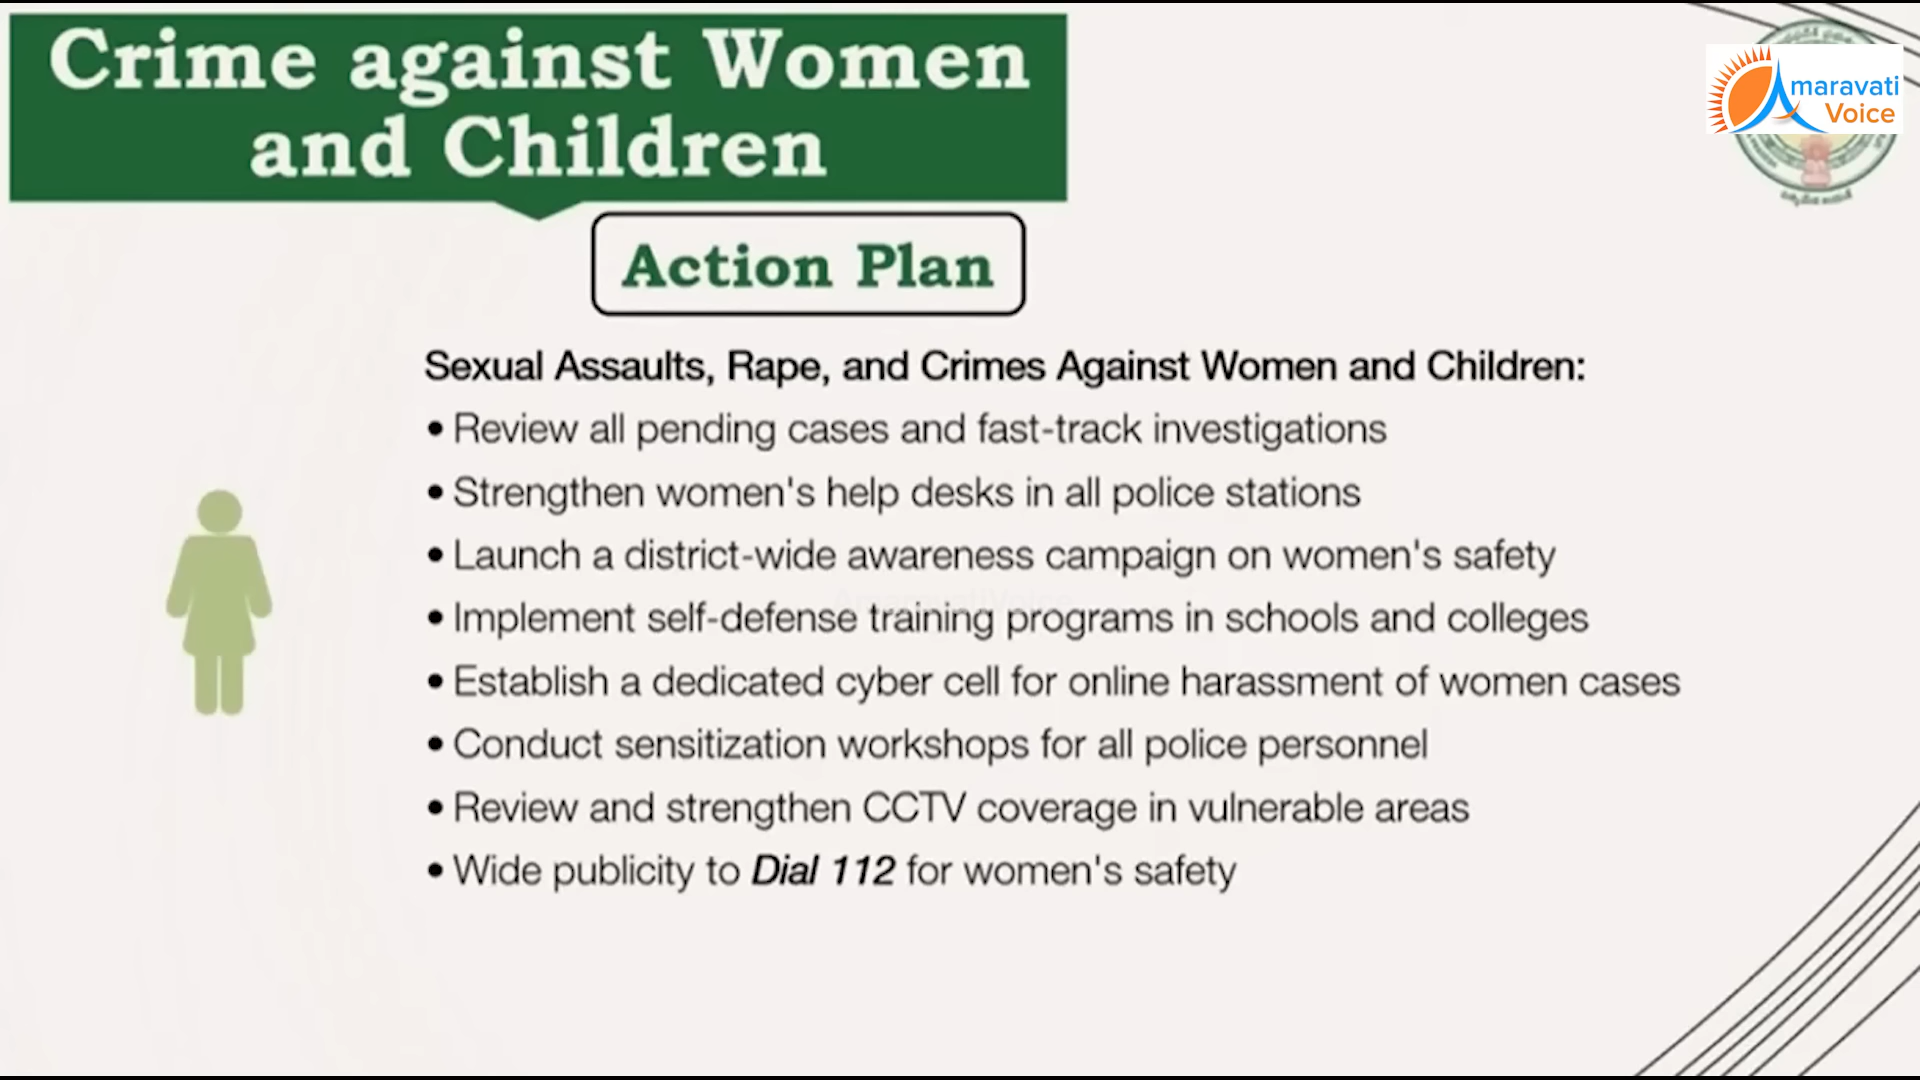 Crime against Women
and Children
Amaravati
Voice
Action Plan
Sexual Assaults, Rape, and Crimes Against Women and Children:
• Review all pending cases and fast-track investigations
• Strengthen women's help desks in all police stations
• Launch a district-wide awareness campaign on women's safety
• Implement self-defense training programs in schools and colleges
• Establish a dedicated cyber cell for online harassment of women cases
• Conduct sensitization workshops for all police personnel
• Review and strengthen CCTV coverage in vulnerable areas
• Wide publicity to Dial 112 for women's safety
AmaravatiVoice